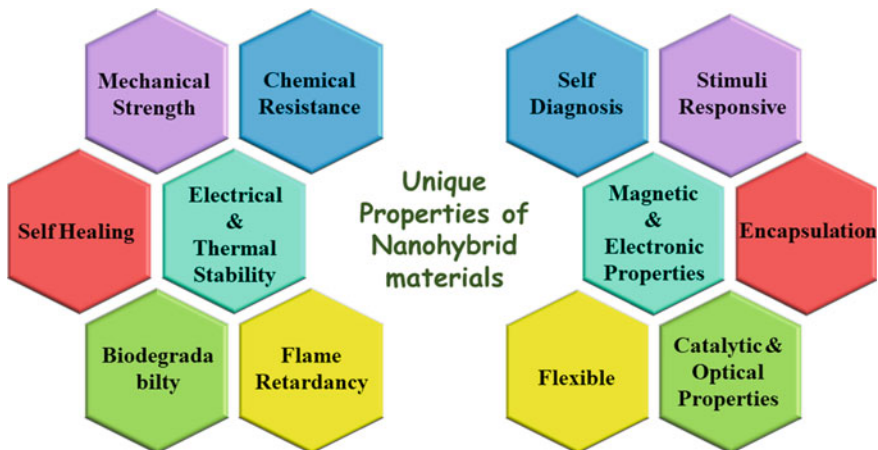 Mechanical
Strength
Chemical
Resistance
Self Healing
Electrical
&
Thermal
Stability
Biodegrada
bilty
Flame
Retardancy
Unique
Properties of
Nanohybrid
materials
Self
Diagnosis
Stimuli
Responsive
Magnetic
&
Electronic
Properties
Encapsulation
Flexible
Catalytic &
Optical
Properties